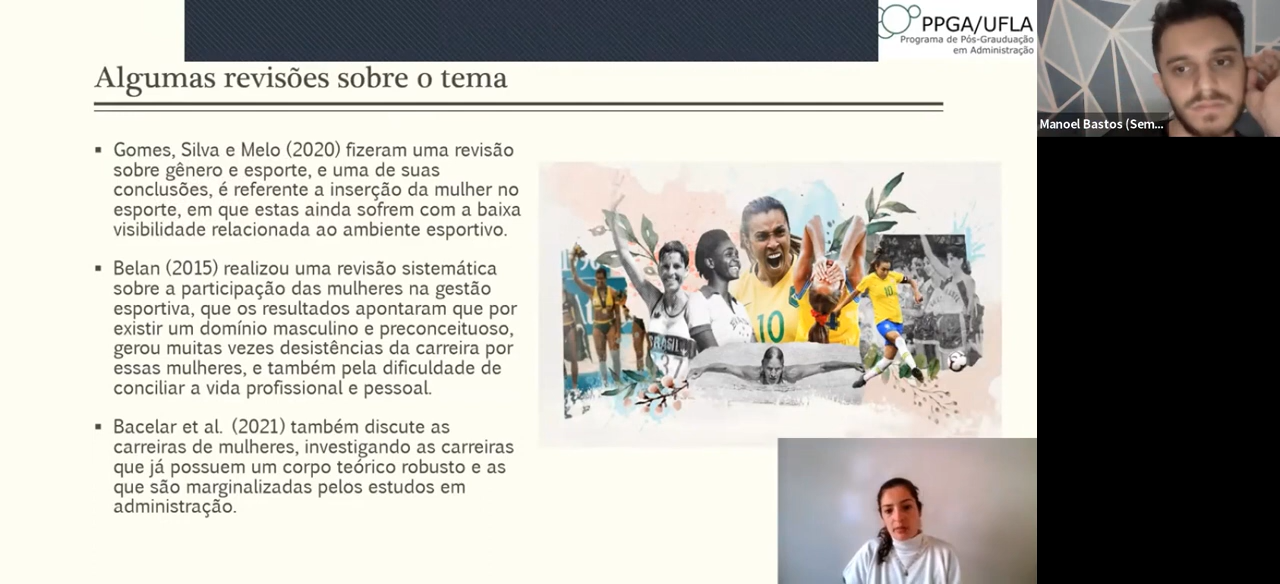 PPGA/UFLA
Programa de Pós-Grauduação
em Administração
Algumas revisões sobre o tema
▪ Gomes, Silva e Melo (2020) fizeram uma revisão
sobre gênero e esporte, e uma de suas
conclusões, é referente a inserção da mulher no
esporte, em que estas ainda sofrem com a baixa
visibilidade relacionada ao ambiente esportivo.
▪ Belan (2015) realizou uma revisão sistemática
sobre a participação das mulheres na gestão
esportiva, que os resultados apontaram que por
existir um domínio masculino e preconceituoso,
gerou muitas vezes desistências da carreira por
essas mulheres, e também pela dificuldade de
conciliar a vida profissional e pessoal.
▪ Bacelar et al. (2021) também discute as
carreiras de mulheres, investigando as carreiras
que já possuem um corpo teórico robusto e as
que são marginalizadas pelos estudos em
administração.
BRASIL
37
10
10
Manoel Bastos (Sem...